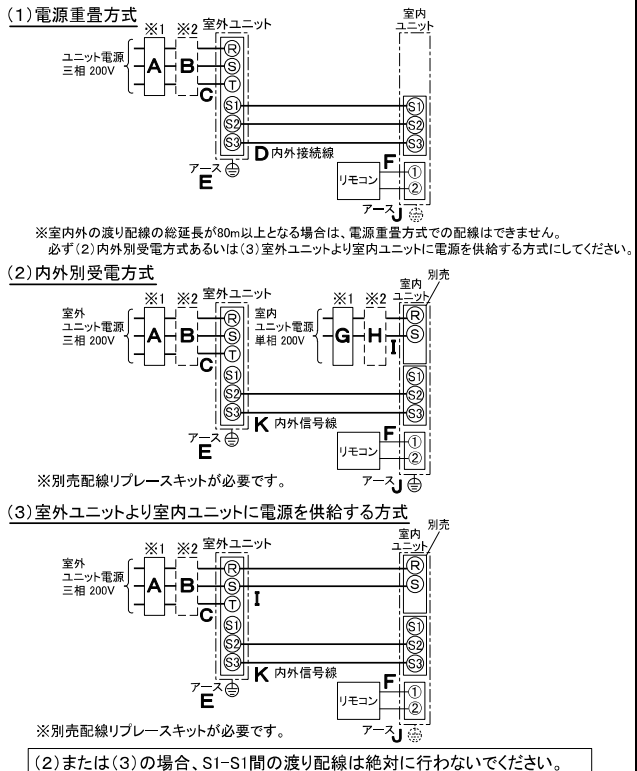 (1)電源重畳方式
※1 ※2 室外ユニット
室内
ユニット
ユニット電源
三相 200V
A B C
R
S
T
S1
S2
S3
S1
S2
S3
D 内外接続線
アース
E
リモコン
F
①
②
アース J
※室内外の渡り配線の総延長が80m以上となる場合は、電源重畳方式での配線はできません。
必ず(2)内外別受電方式あるいは(3)室外ユニットより室内ユニットに電源を供給する方式にしてください。
(2)内外別受電方式
※1 ※2 室外ユニット
※1 ※2 室内
ユニット
別売
室外
ユニット電源
三相 200V
A B C
R
S
T
S1
S2
S3
室内
ユニット電源
単相 200V
G H I
R
S
S1
S2
S3
K 内外信号線
アース
E
リモコン
F
①
②
アース J
※別売配線リプレースキットが必要です。
(3)室外ユニットより室内ユニットに電源を供給する方式
※1 ※2 室外ユニット
室内
ユニット
別売
室外
ユニット電源
三相 200V
A B C
R
S
T
S1
S2
S3
I
R
S
S1
S2
S3
K 内外信号線
アース
E
リモコン
F
①
②
アース J
※別売配線リプレースキットが必要です。
(2)または(3)の場合、S1-S1間の渡り配線は絶対に行わないでください。